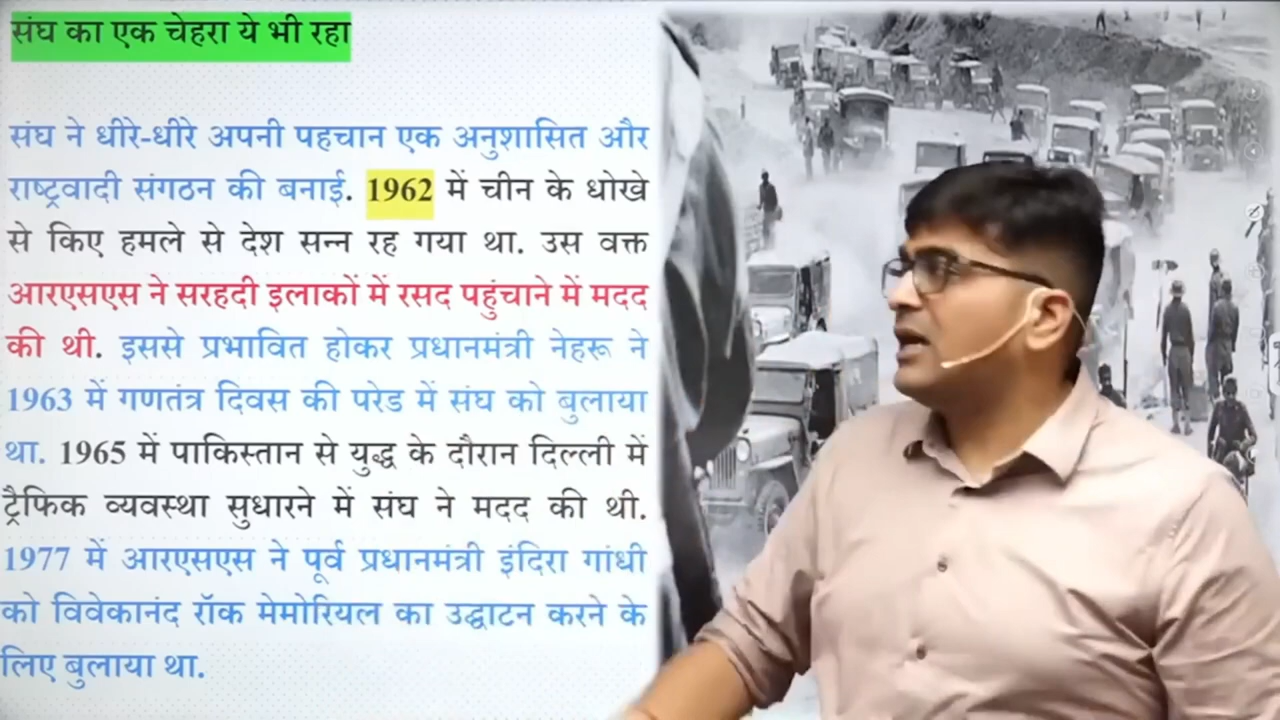 संघ का एक चेहरा ये भी रहा
संघ ने धीरे-धीरे अपनी पहचान एक अनुशासित और
राष्ट्रवादी संगठन की बनाई. 1962 में चीन के धोखे
से किए हमले से देश सन्न रह गया था. उस वक्त
आरएसएस ने सरहदी इलाकों में रसद पहुंचाने में मदद
की थी. इससे प्रभावित होकर प्रधानमंत्री नेहरू ने
1963 में गणतंत्र दिवस की परेड में संघ को बुलाया
था. 1965 में पाकिस्तान से युद्ध के दौरान दिल्ली में
ट्रैफिक व्यवस्था सुधारने में संघ ने मदद की थी.
1977 में आरएसएस ने पूर्व प्रधानमंत्री इंदिरा गांधी
को विवेकानंद रॉक मेमोरियल का उद्घाटन करने के
लिए बुलाया था.